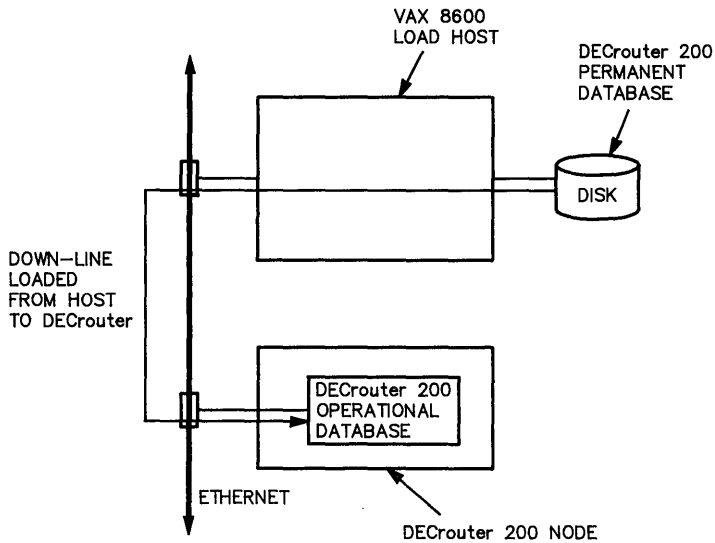 VAX 8600
LOAD HOST
DECrouter 200
PERMANENT
DATABASE
DISK
DOWN-LINE
LOADED
FROM HOST
TO DECrouter
DECrouter 200
OPERATIONAL
DATABASE
ETHERNET
DECrouter 200 NODE